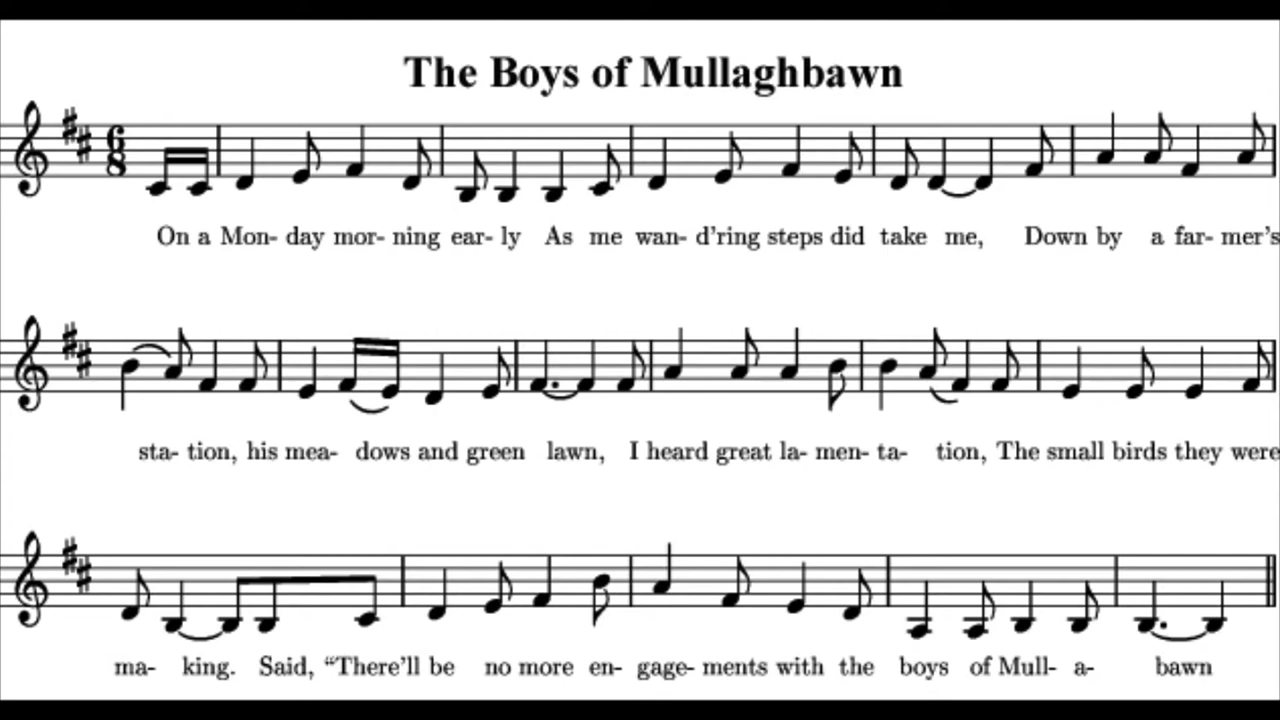 The Boys of Mullaghbawn
6
8
On a Mon- day mor- ning ear- ly As me wan- d'ring steps did take me, Down by a far- mer's
sta- tion, his mea- dows and green lawn, I heard great la- men- ta- tion, The small birds they were
ma- king. Said, “There'll be no more en- gage- ments with the boys of Mull- a- bawn